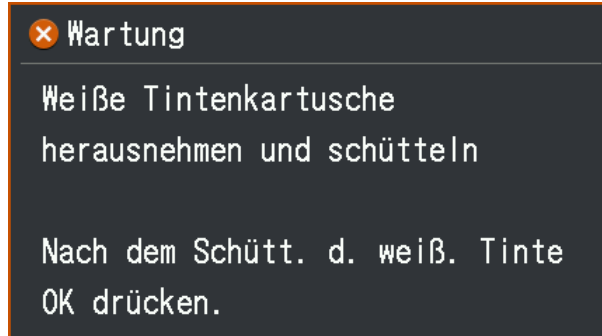 Wartung
Weiße Tintenkartusche
herausnehmen und schütteln
Nach dem Schütt. d. weiß. Tinte
OK drücken.